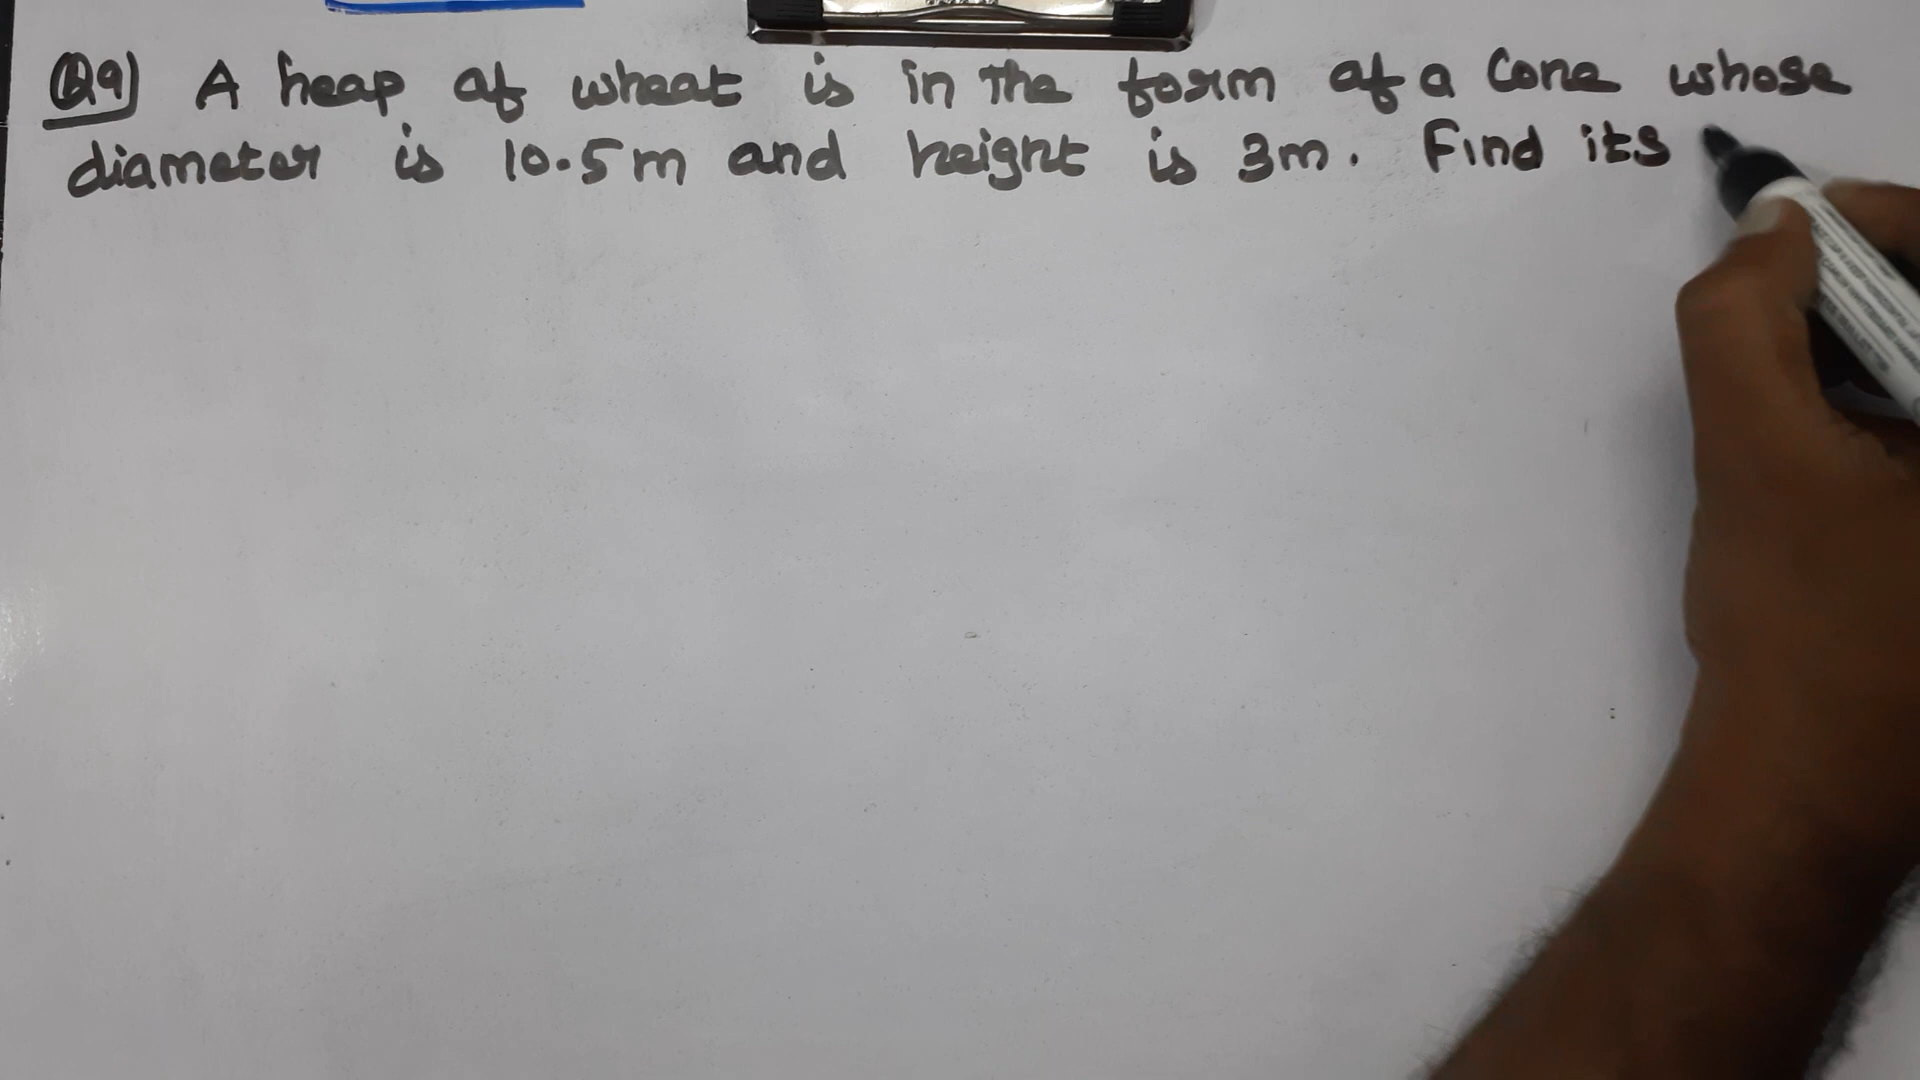 Q9) A heap of wheat is in the form of a cone whose
diameter is 10.5m and height is 3m. Find its